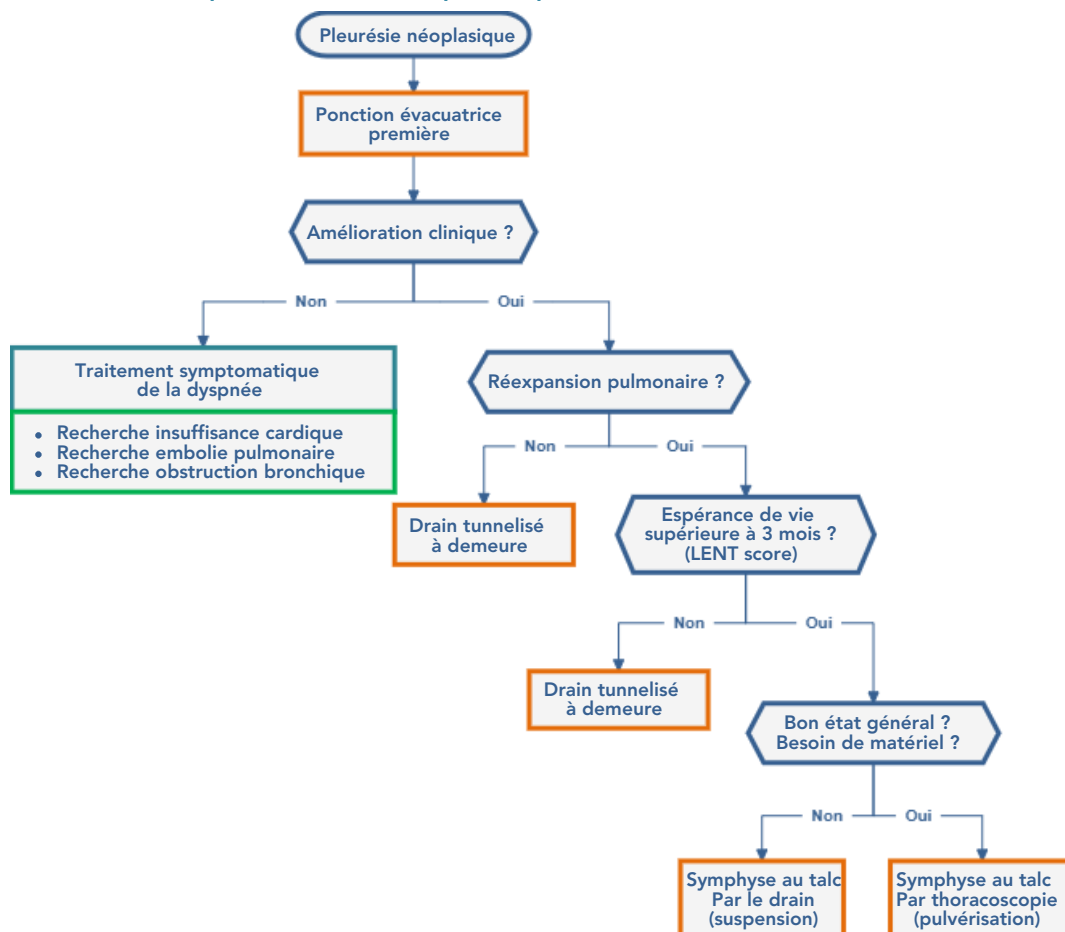 Pleurésie néoplasique
Ponction évacuatrice
première
Amélioration clinique ?
Non
Oui
Traitement symptomatique
de la dyspnée
• Recherche insuffisance cardique
• Recherche embolie pulmonaire
• Recherche obstruction bronchique
Réexpansion pulmonaire ?
Non
Oui
Drain tunnelisé
à demeure
Espérance de vie
supérieure à 3 mois ?
(LENT score)
Non
Oui
Drain tunnelisé
à demeure
Bon état général ?
Besoin de matériel ?
Non
Oui
Symphyse au talc
Par le drain
(suspension)
Symphyse au talc
Par thoracoscopie
(pulvérisation)